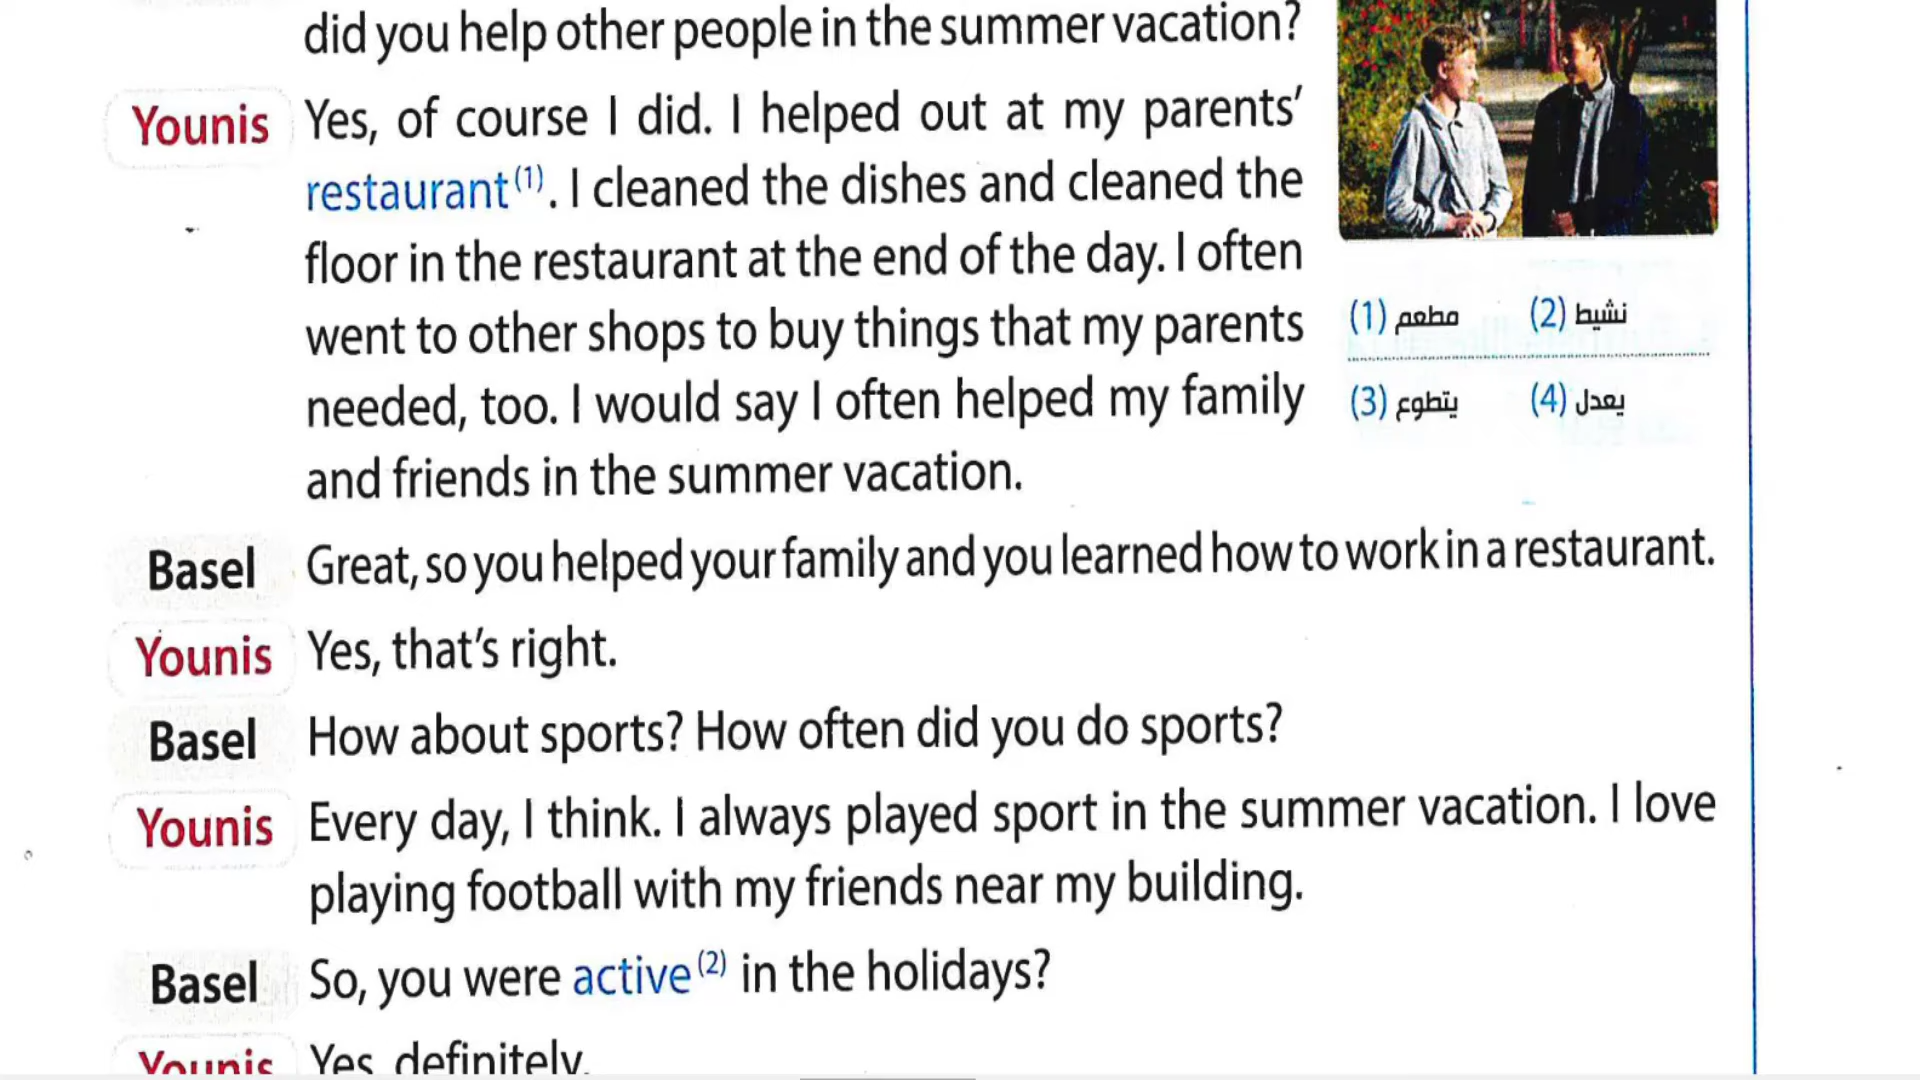 did you help other people in the summer vacation?
Younis Yes, of course I did. I helped out at my parents'
restaurant(1). I cleaned the dishes and cleaned the
floor in the restaurant at the end of the day. I often
went to other shops to buy things that my parents
needed, too. I would say I often helped my family
and friends in the summer vacation.
(1) مطعم (2) نشيط
(3) يتطوع (4) يعدل
Basel Great, so you helped your family and you learned how to work in a restaurant.
Younis Yes, that's right.
Basel How about sports? How often did you do sports?
Younis Every day, I think. I always played sport in the summer vacation. I love
playing football with my friends near my building.
Basel So, you were active(2) in the holidays?
Younis Yes, definitely.